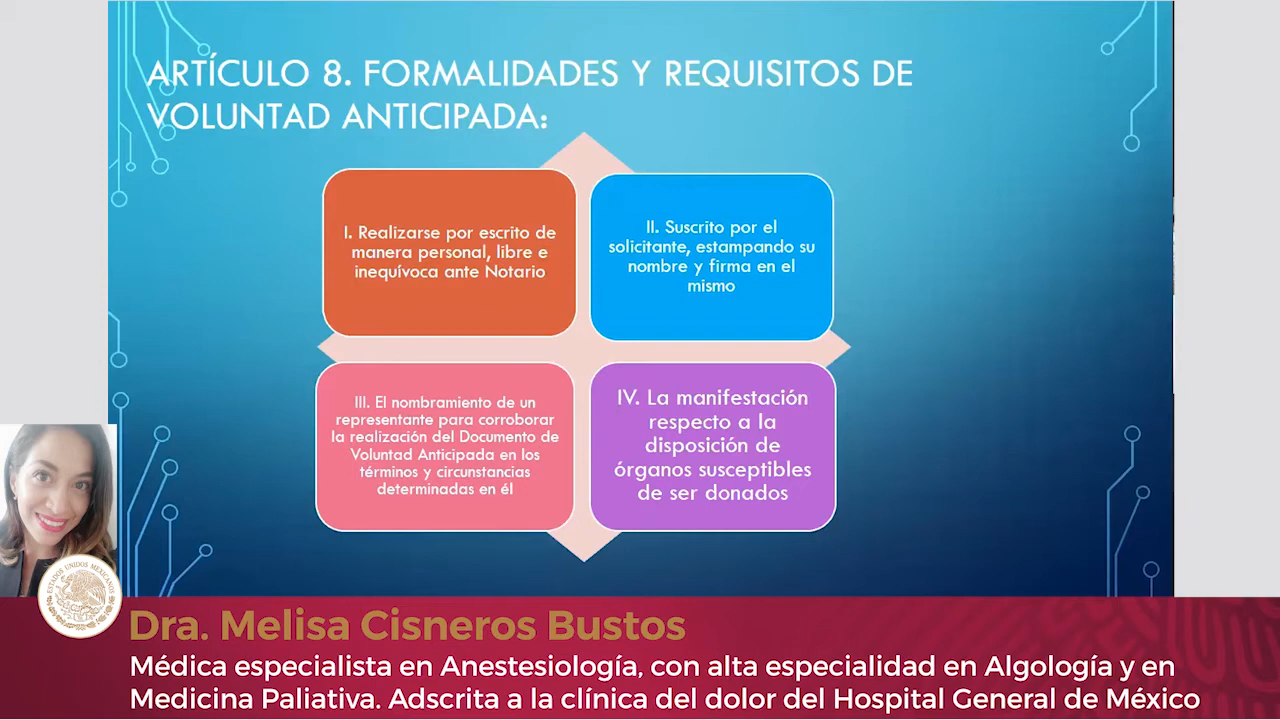 ARTÍCULO 8. FORMALIDADES Y REQUISITOS DE
VOLUNTAD ANTICIPADA:
I. Realizarse por escrito de
manera personal, libre e
inequívoca ante Notario
II. Suscrito por el
solicitante, estampando su
nombre y firma en el
mismo
III. El nombramiento de un
representante para corroborar
la realización del Documento de
Voluntad Anticipada en los
términos y circunstancias
determinadas en él
IV. La manifestación
respecto a la
disposición de
órganos susceptibles
de ser donados
ESTADOS UNIDOS MEXICANOS
Dra. Melisa Cisneros Bustos
Médica especialista en Anestesiología, con alta especialidad en Algología y en
Medicina Paliativa. Adscrita a la clínica del dolor del Hospital General de México